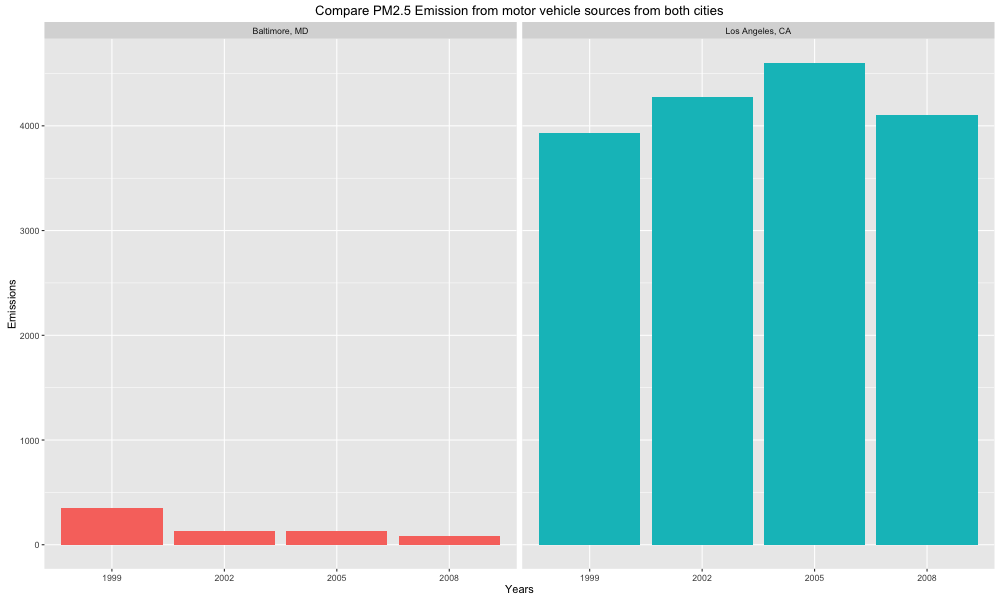 Compare PM2.5 Emission from motor vehicle sources from both cities
Baltimore, MD
Los Angeles, CA
Emissions
4000
3000
2000
1000
0
1999
2002
2005
2008
1999
2002
2005
2008
Years